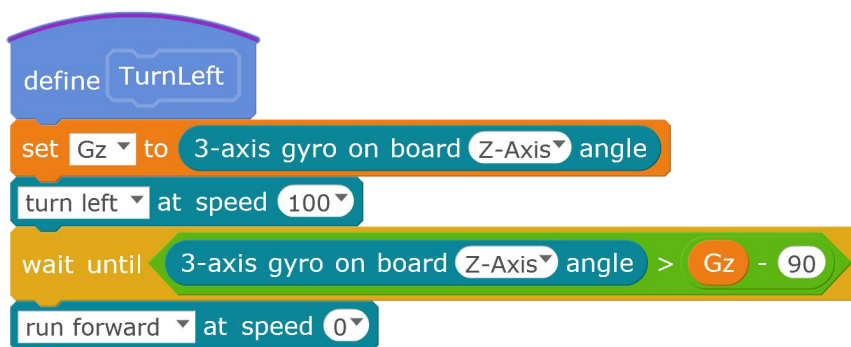 define TurnLeft
set Gz to 3-axis gyro on board Z-Axis angle
turn left at speed 100
wait until 3-axis gyro on board Z-Axis angle > Gz - 90
run forward at speed 0